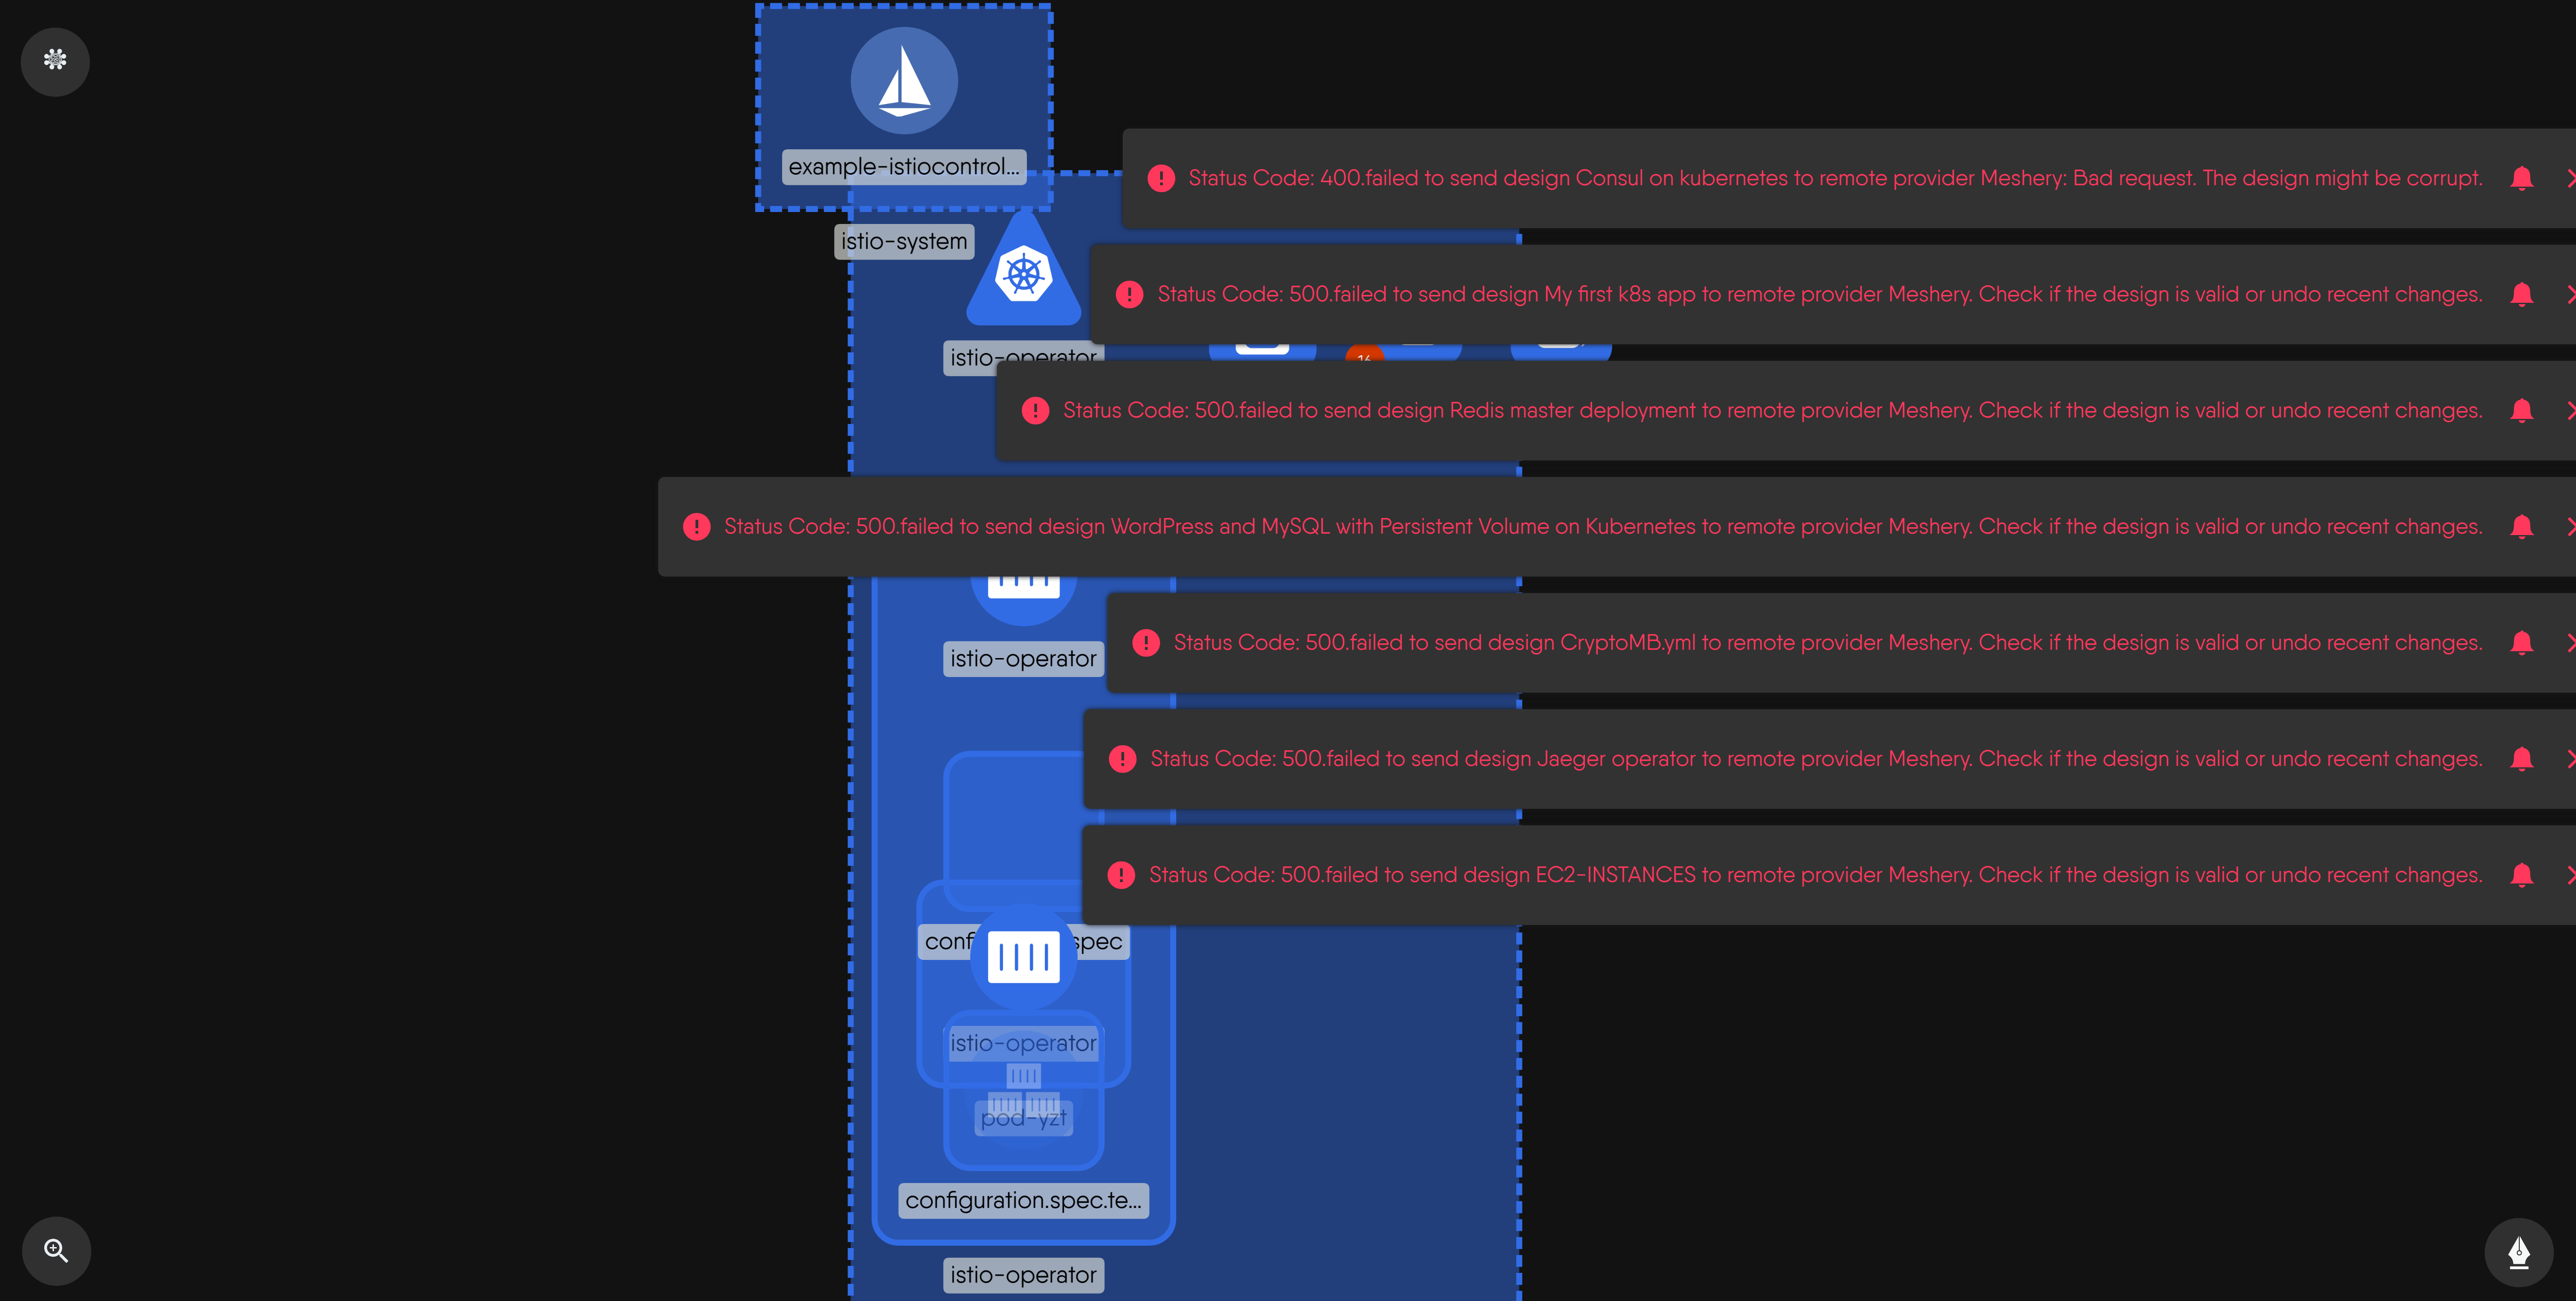 example-istiocontrol...
Status Code: 400.failed to send design Consul on kubernetes to remote provider Meshery: Bad request. The design might be corrupt.
istio-system
Status Code: 500.failed to send design My first k8s app to remote provider Meshery. Check if the design is valid or undo recent changes.
istio-operator
16
Status Code: 500.failed to send design Redis master deployment to remote provider Meshery. Check if the design is valid or undo recent changes.
Status Code: 500.failed to send design WordPress and MySQL with Persistent Volume on Kubernetes to remote provider Meshery. Check if the design is valid or undo recent changes.
Status Code: 500.failed to send design CryptoMB.yml to remote provider Meshery. Check if the design is valid or undo recent changes.
istio-operator
Status Code: 500.failed to send design Jaeger operator to remote provider Meshery. Check if the design is valid or undo recent changes.
Status Code: 500.failed to send design EC2-INSTANCES to remote provider Meshery. Check if the design is valid or undo recent changes.
istio-operator
pod-yzt
configuration.spec.te...
istio-operator